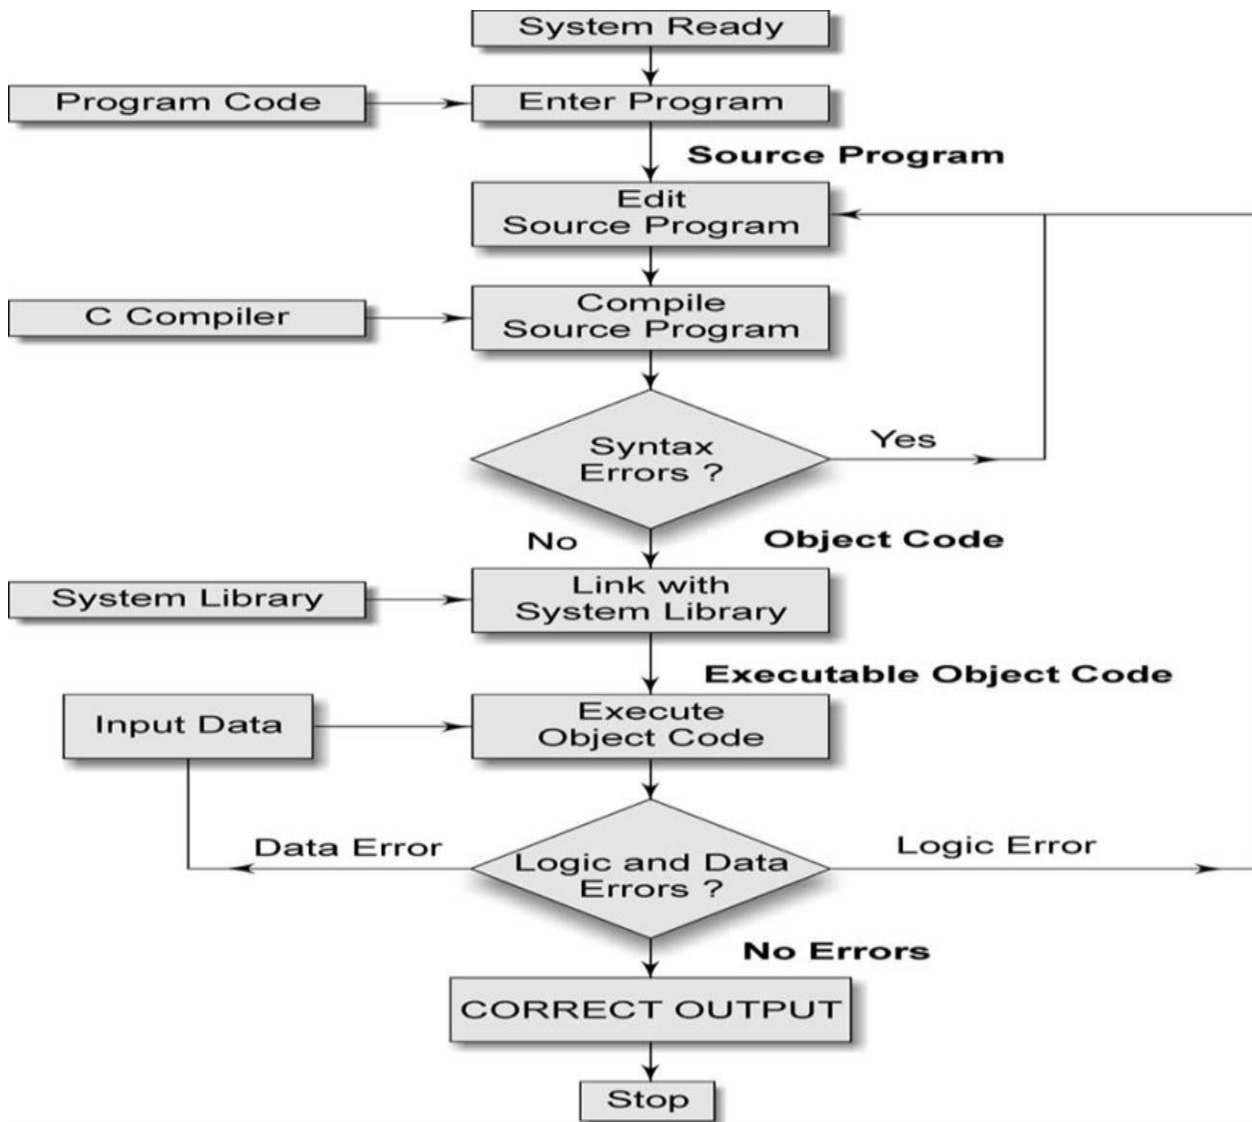 System Ready
Program Code
Enter Program
Source Program
Edit
Source Program
C Compiler
Compile
Source Program
Syntax
Errors ?
Yes
No
Object Code
System Library
Link with
System Library
Executable Object Code
Input Data
Execute
Object Code
Data Error
Logic and Data
Errors ?
Logic Error
No Errors
CORRECT OUTPUT
Stop